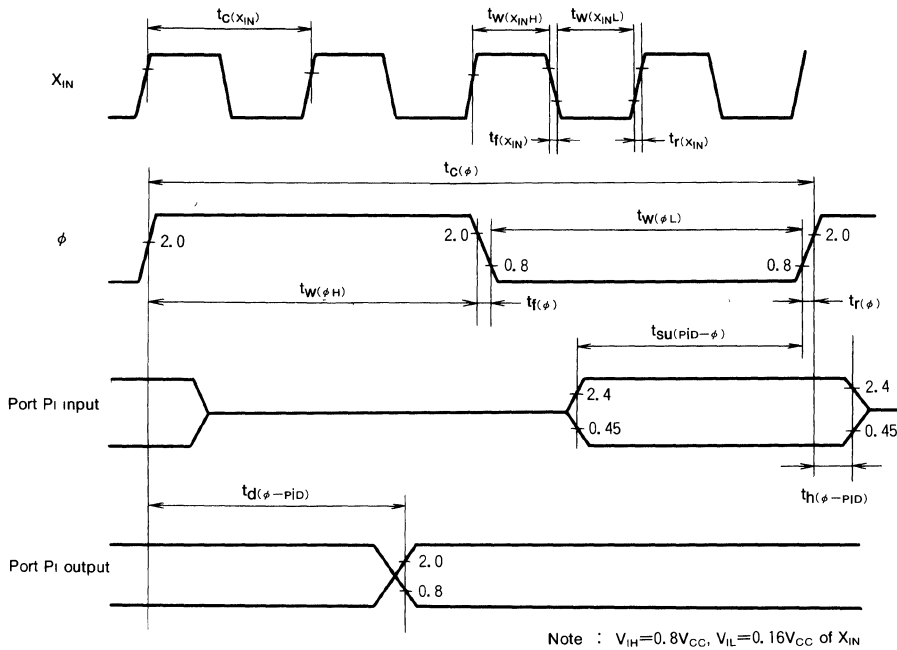 tC(XIN) tW(XINH) tW(XINL)
XIN
tf(XIN) tr(XIN)
tC(φ)
φ 2.0 2.0 tW(φL) 2.0
0.8 0.8
tW(φH) tf(φ) tr(φ)
tsu(PiD−φ)
Port Pi input 2.4 2.4
0.45 0.45
td(φ−PiD) th(φ−PiD)
Port Pi output 2.0
0.8
Note : VIH=0.8VCC, VIL=0.16VCC of XIN